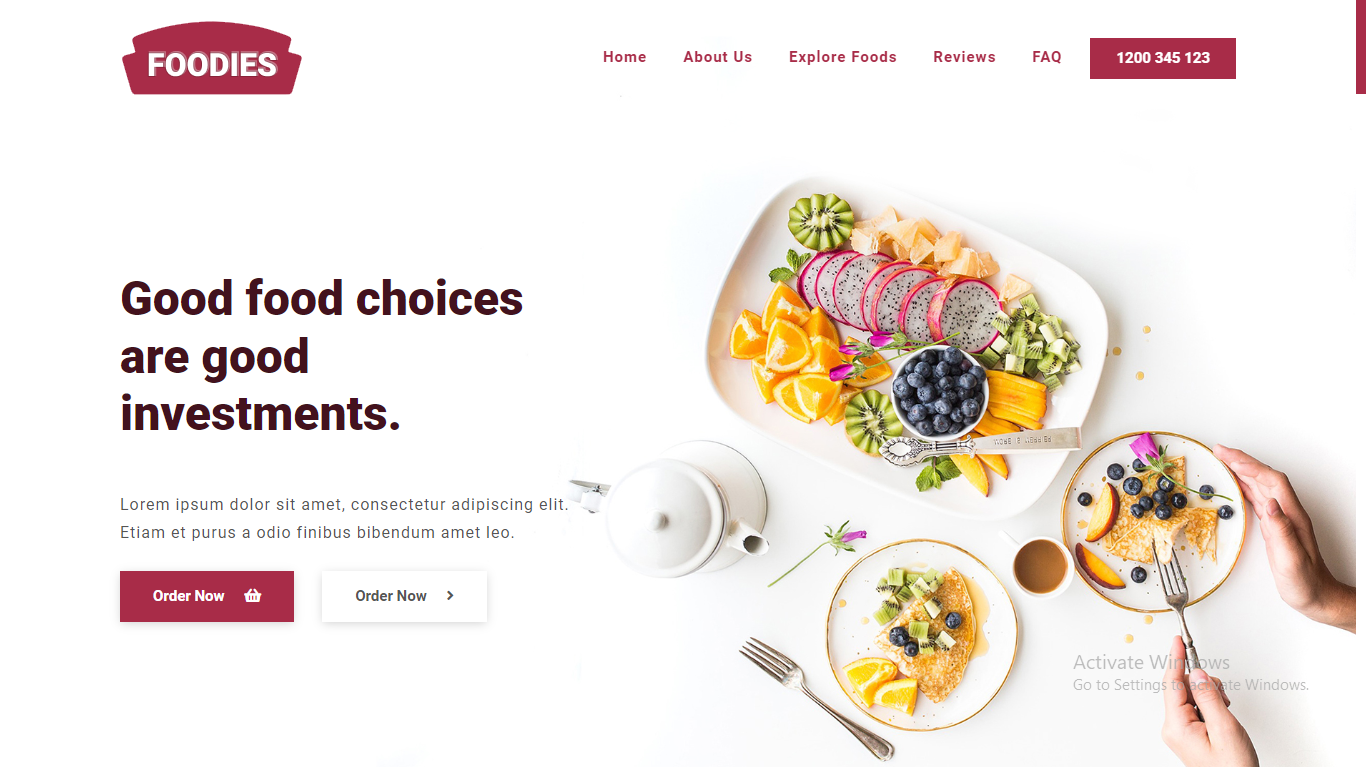 FOODIES
Home About Us Explore Foods Reviews FAQ 1200 345 123
Good food choices
are good
investments.
Lorem ipsum dolor sit amet, consectetur adipiscing elit.
Etiam et purus a odio finibus bibendum amet leo.
Order Now Order Now
Activate Windows
Go to Settings to activate Windows.